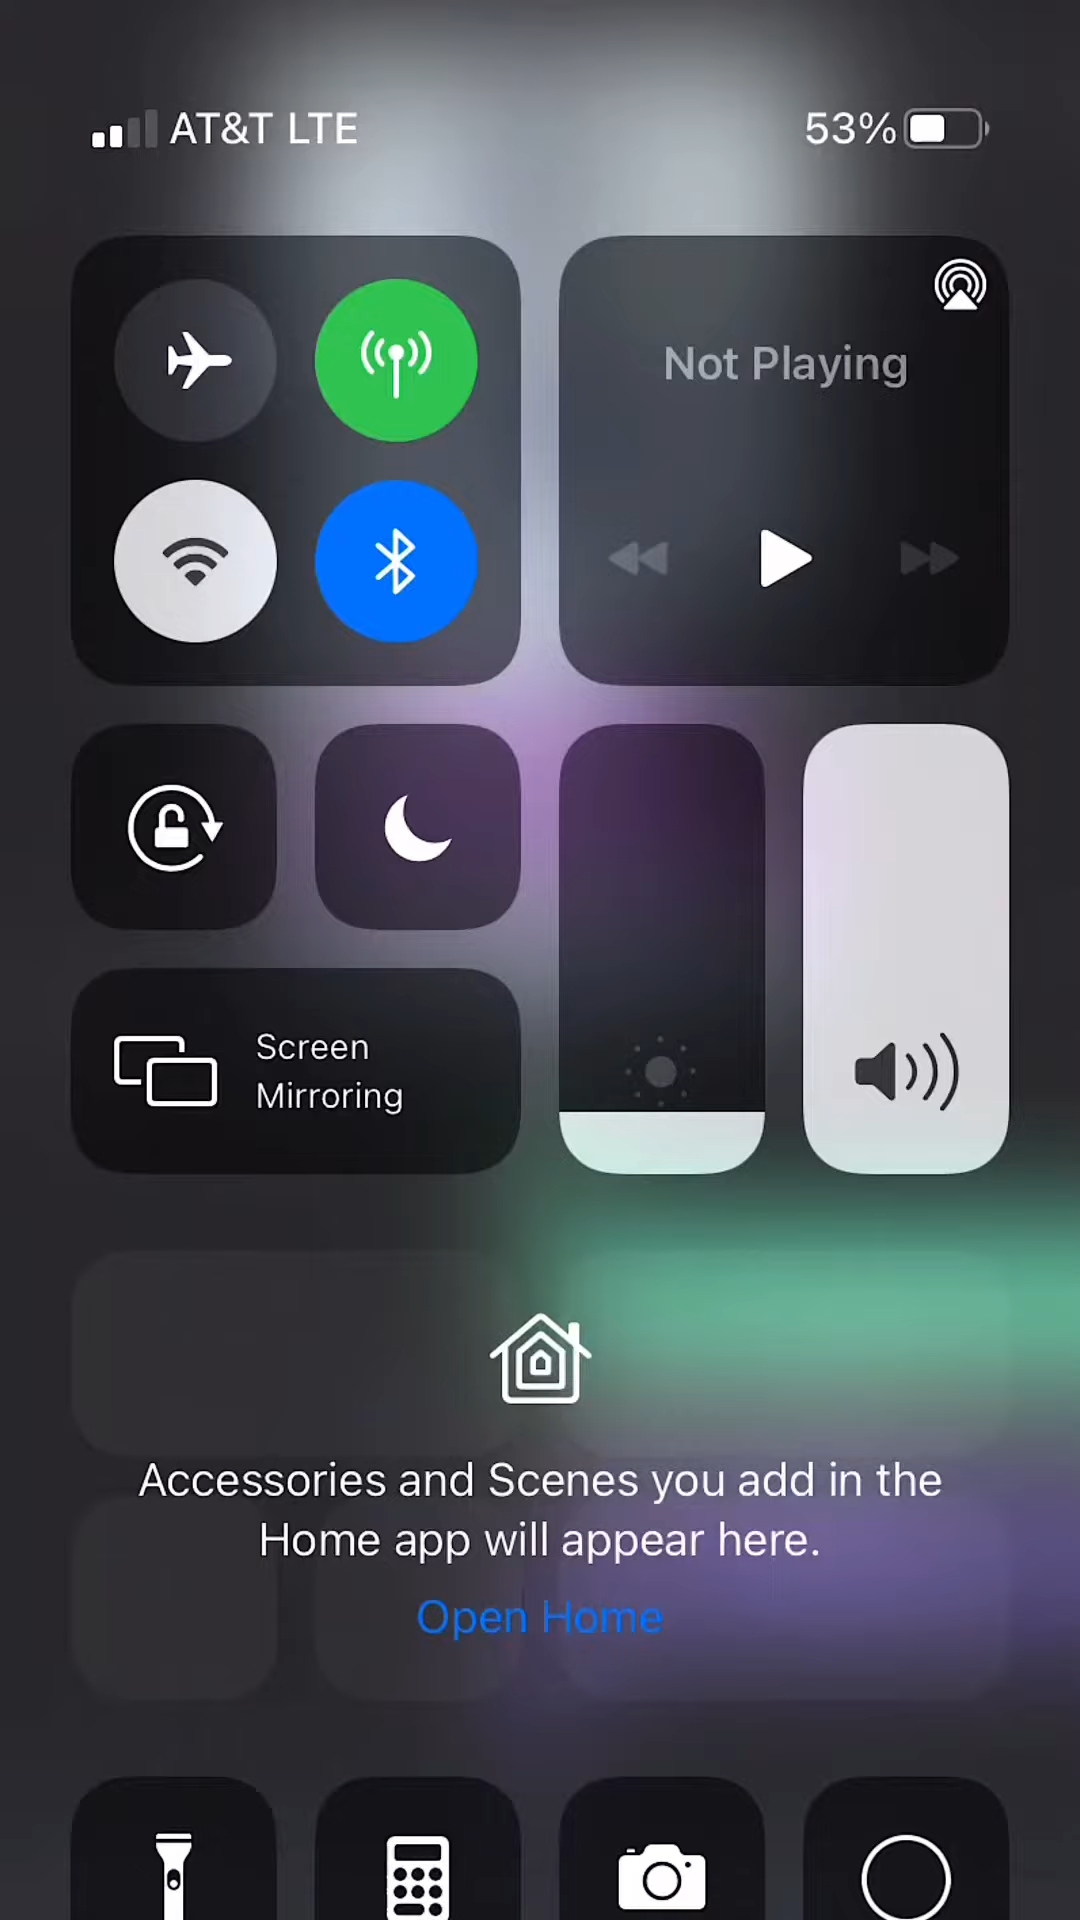 AT&T LTE
53%
Not Playing
Screen
Mirroring
Accessories and Scenes you add in the
Home app will appear here.
Open Home